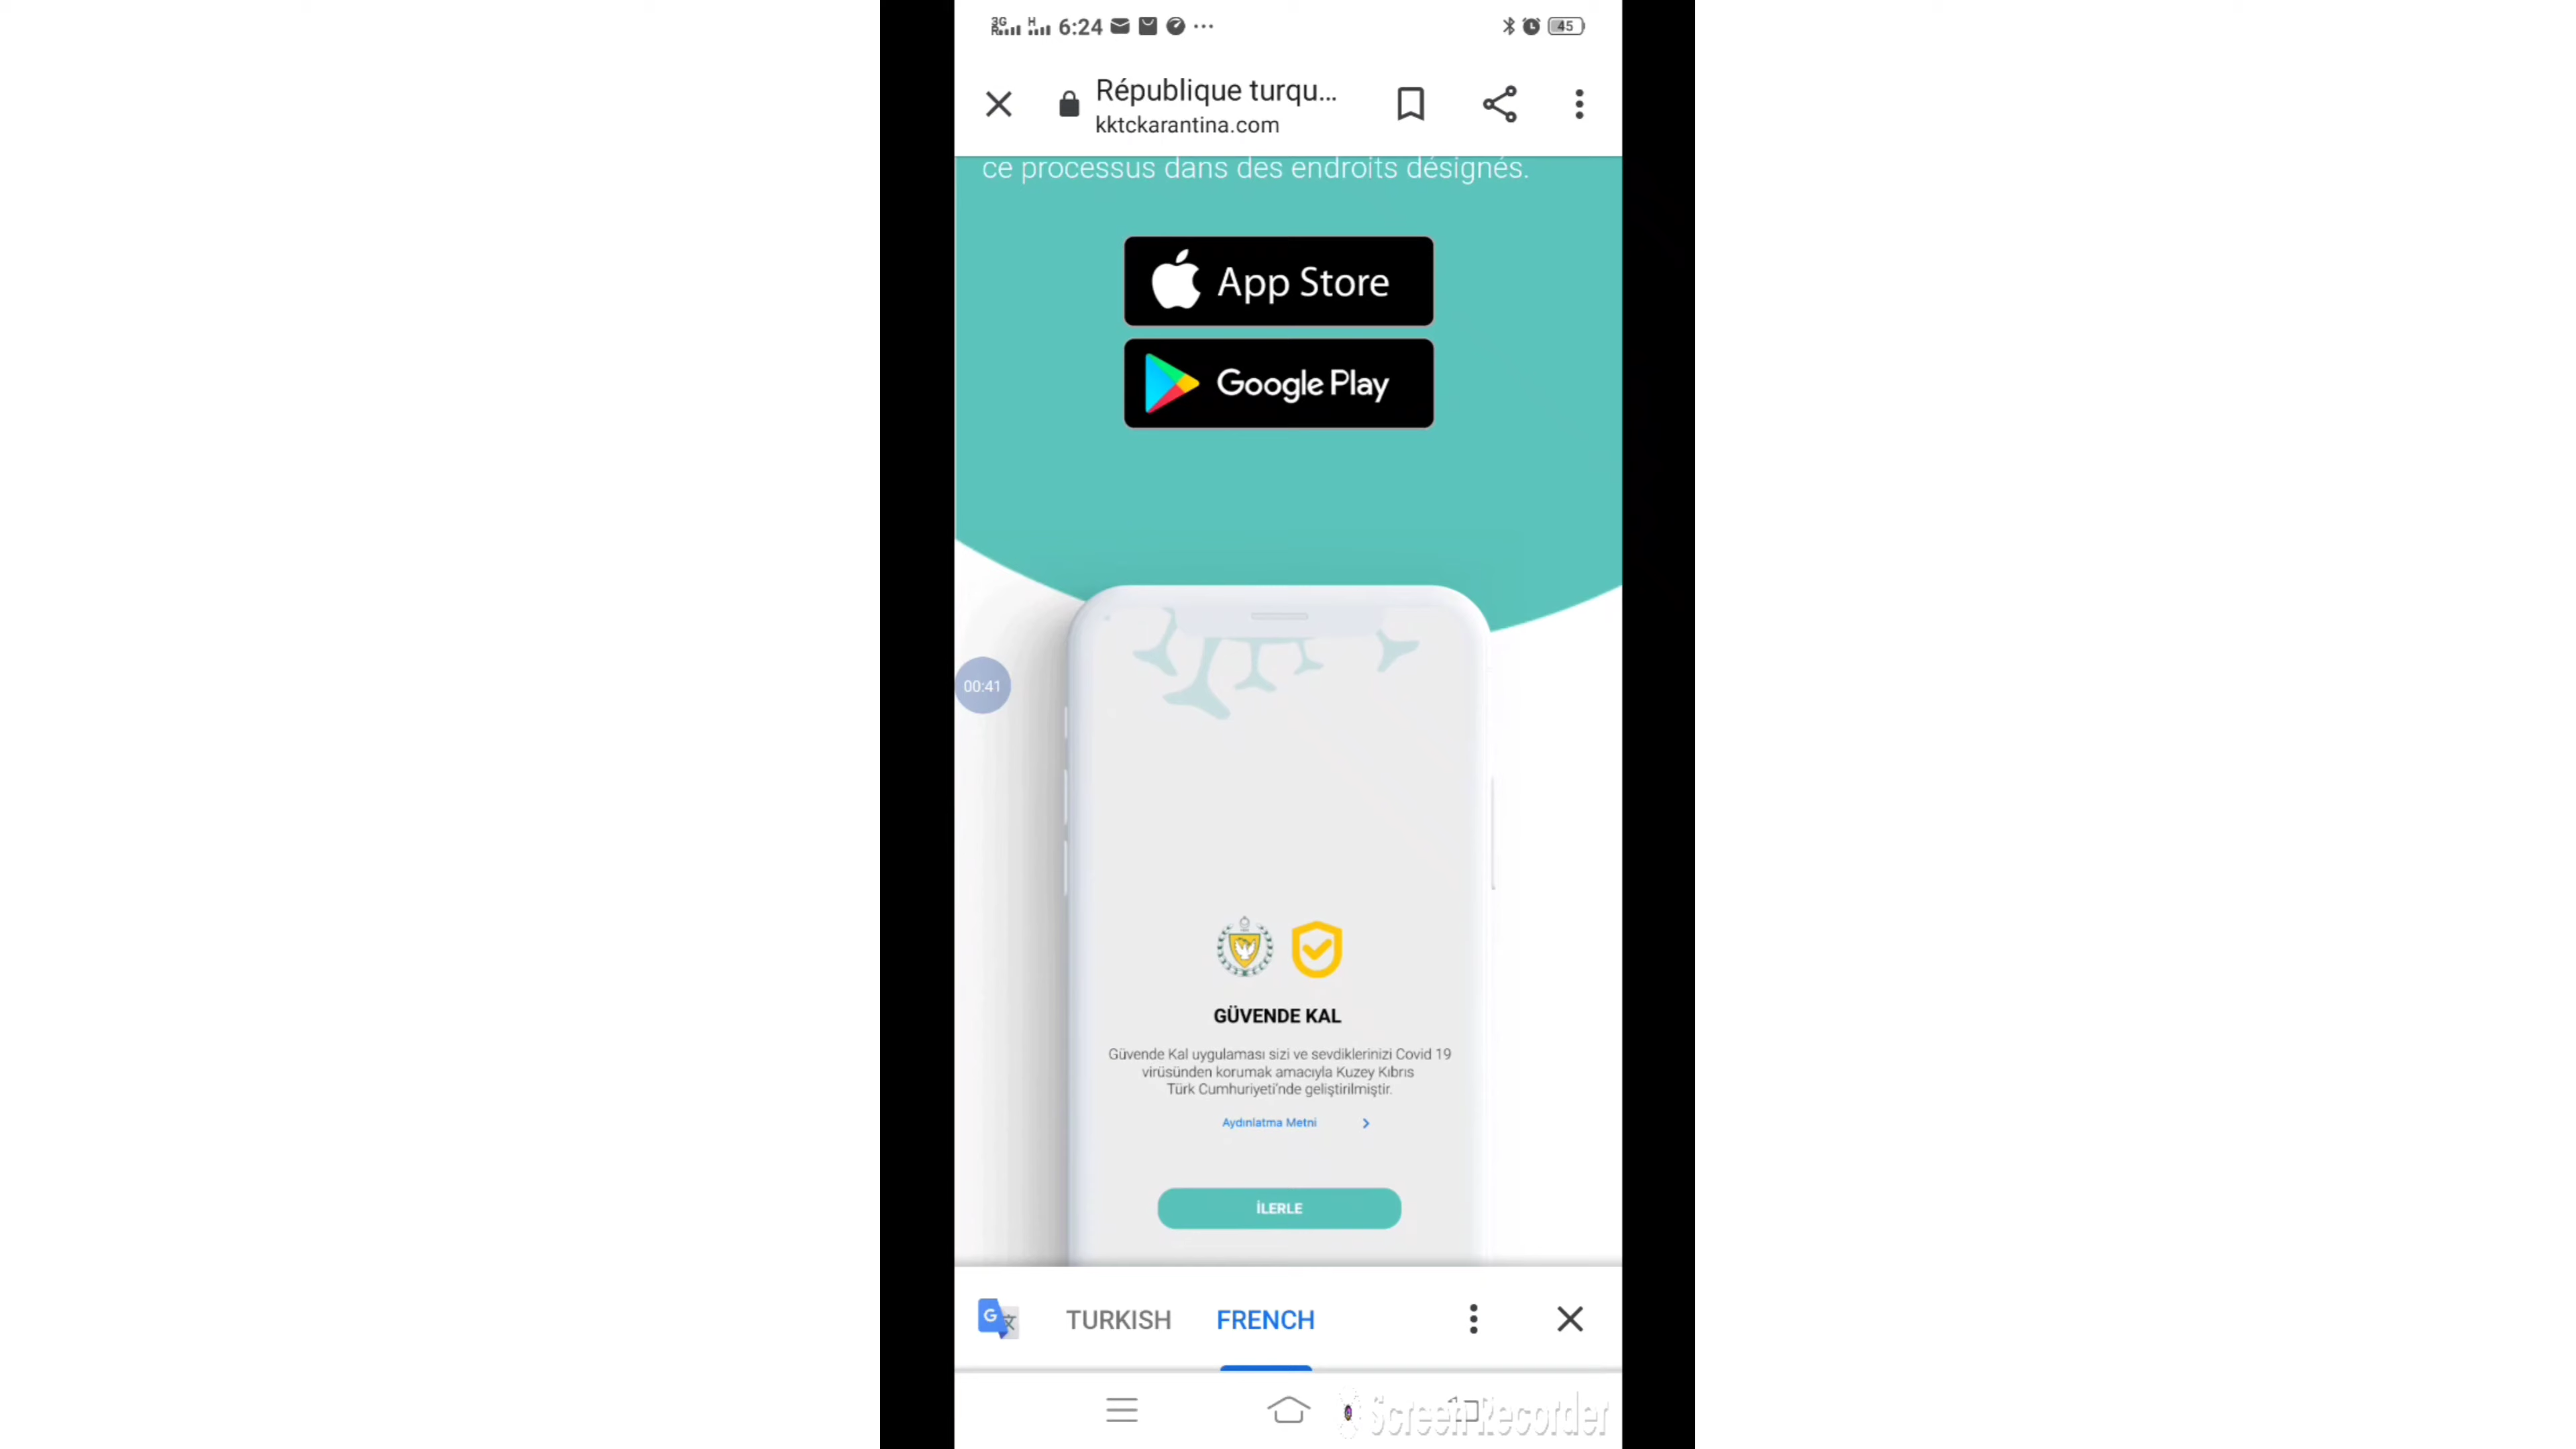 6:24
45
République turqu...
kktckarantina.com
ce processus dans des endroits désignés.
App Store
Google Play
00:41
GÜVENDE KAL
Güvende Kal uygulaması sizi ve sevdiklerinizi Covid 19
virüsünden korumak amacıyla Kuzey Kıbrıs
Türk Cumhuriyeti'nde geliştirilmiştir.
Aydınlatma Metni
İLERLE
TURKISH FRENCH
Screen Recorder